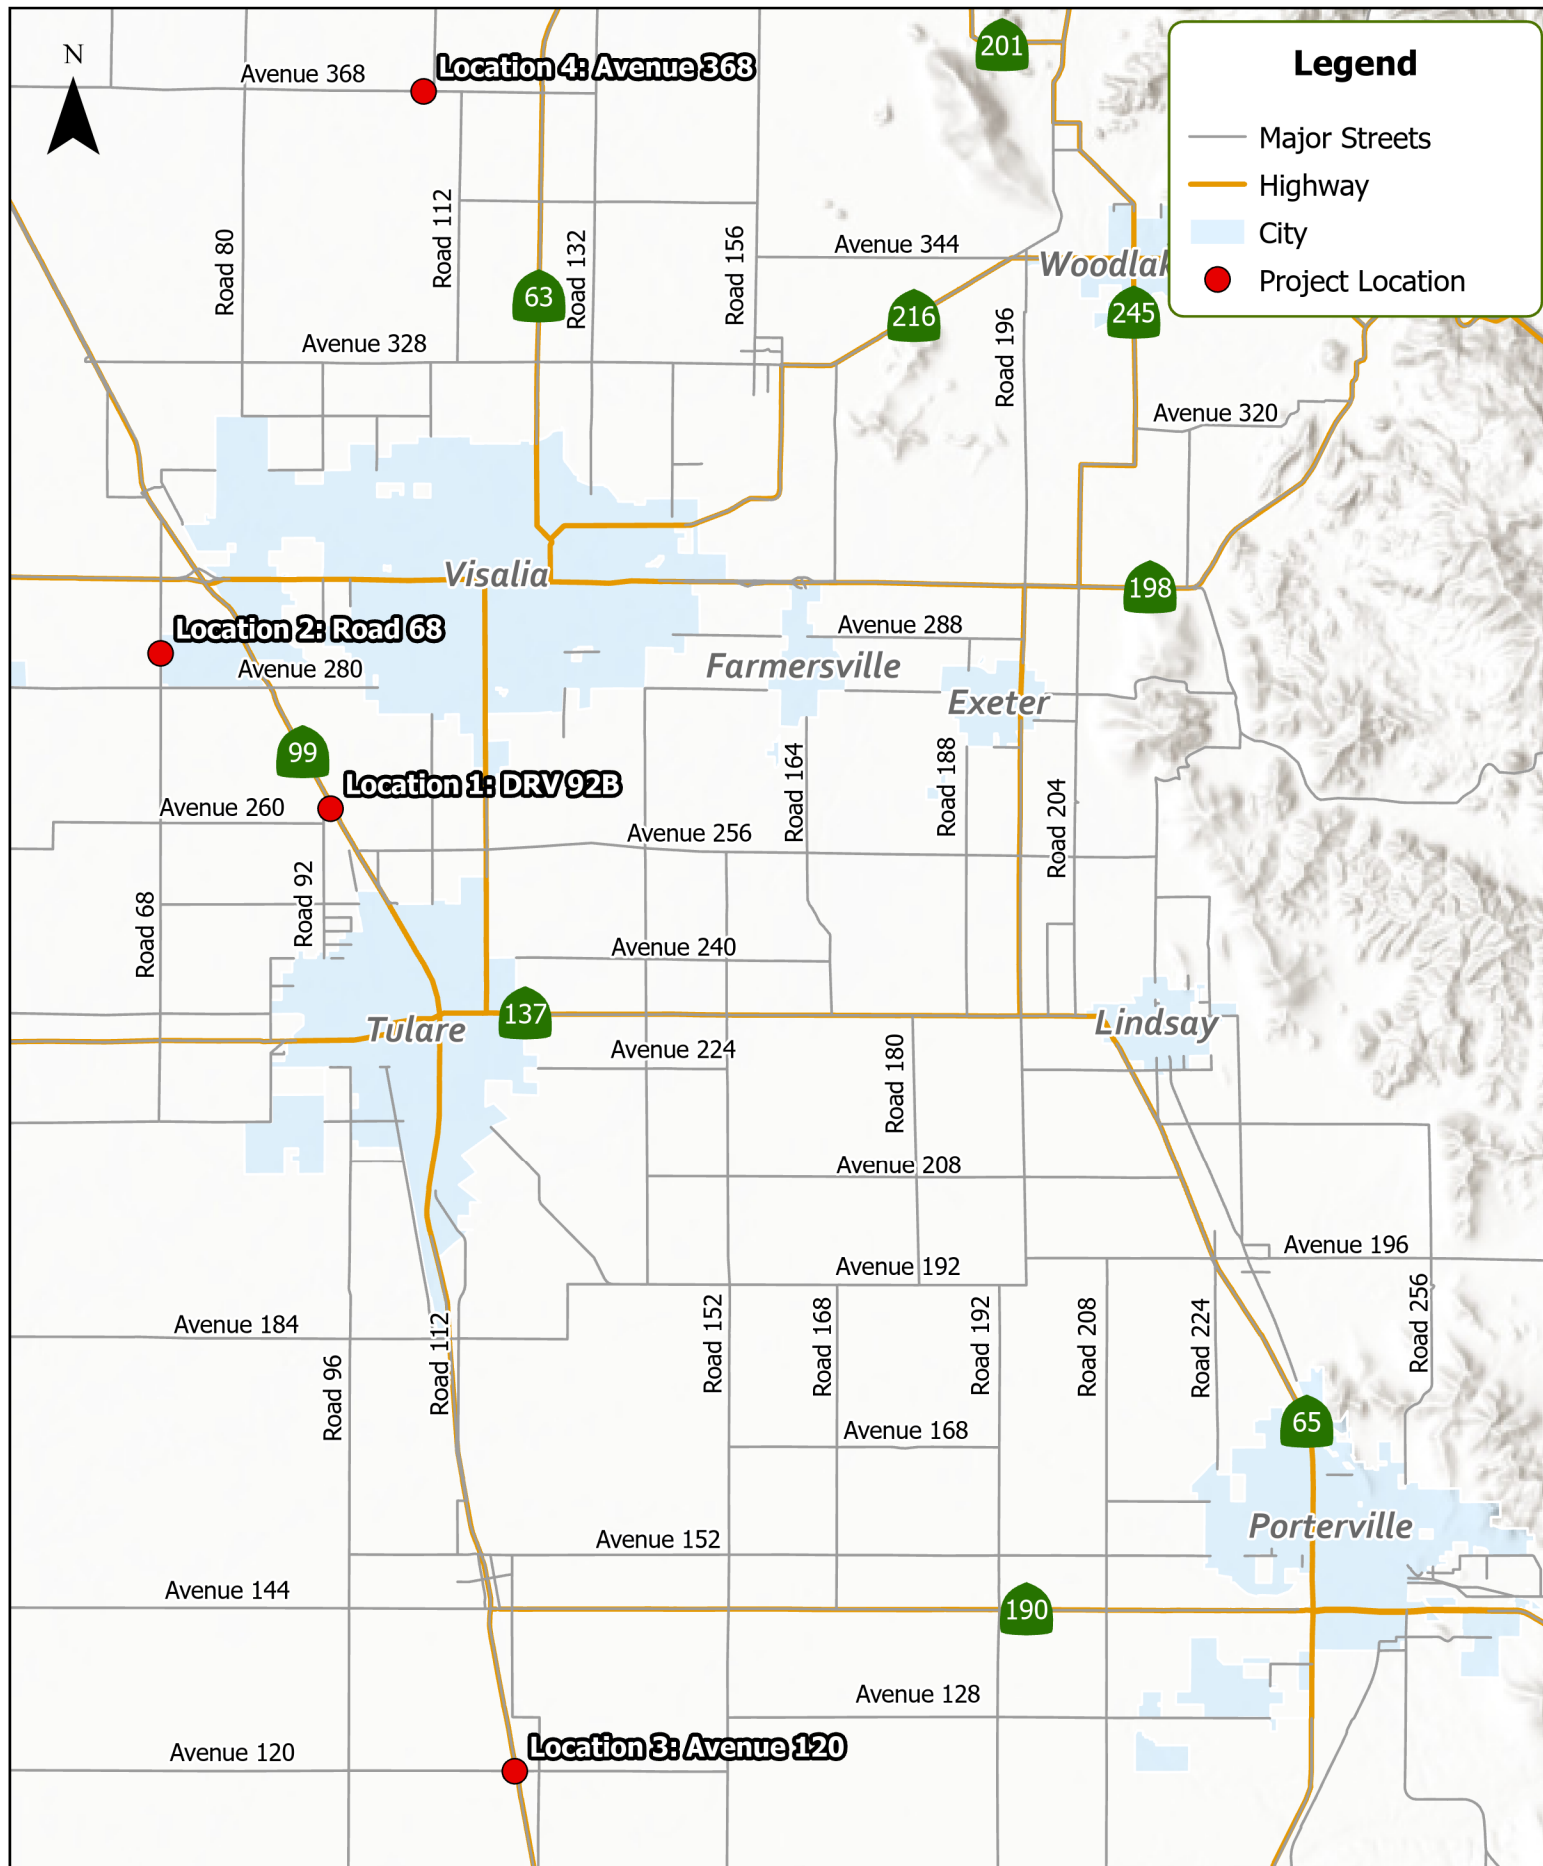 N
Avenue 368
Location 4: Avenue 368
201
Legend
Major Streets
Highway
City
Project Location
Road 80
Road 112
63
Road 132
Road 156
Avenue 344
Woodlak
216
245
Road 196
Avenue 328
Avenue 320
Visalia
198
Location 2: Road 68
Avenue 280
Avenue 288
Farmersville
Exeter
99
Location 1: DRV 92B
Avenue 260
Road 164
Road 188
Road 204
Avenue 256
Road 68
Road 92
Avenue 240
137
Tulare
Lindsay
Avenue 224
Road 180
Avenue 208
Avenue 196
Avenue 192
Avenue 184
Road 96
Road 112
Road 152
Road 168
Road 192
Road 208
Road 224
Road 256
65
Avenue 168
Porterville
Avenue 152
Avenue 144
190
Avenue 128
Location 3: Avenue 120
Avenue 120